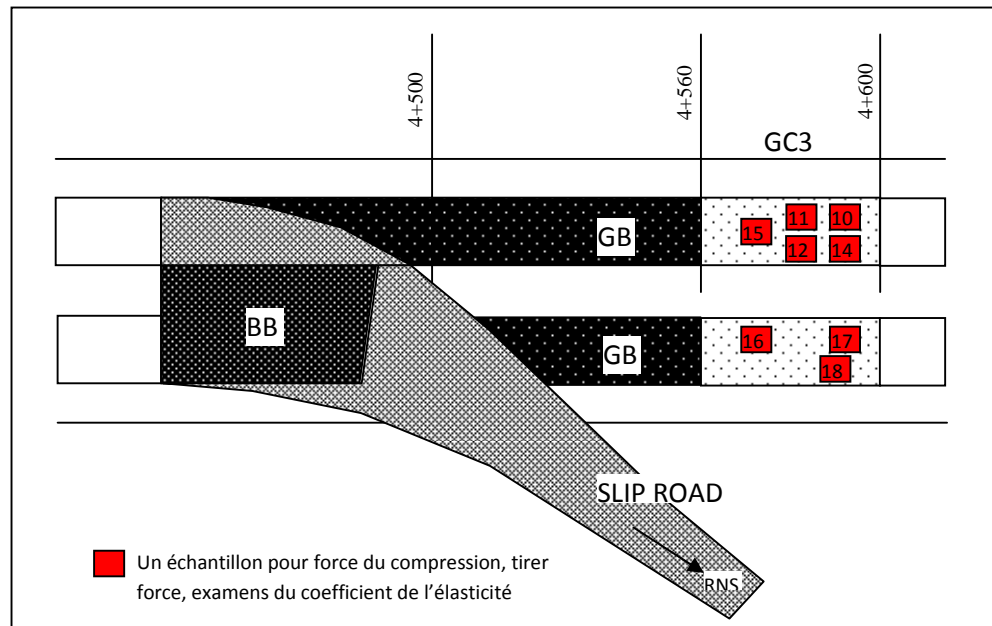 4+500
4+560
4+600
GC3
GB
15
11
10
12
14
BB
GB
16
17
18
SLIP ROAD
RNS
Un échantillon pour force du compression, tirer
force, examens du coefficient de l’élasticité